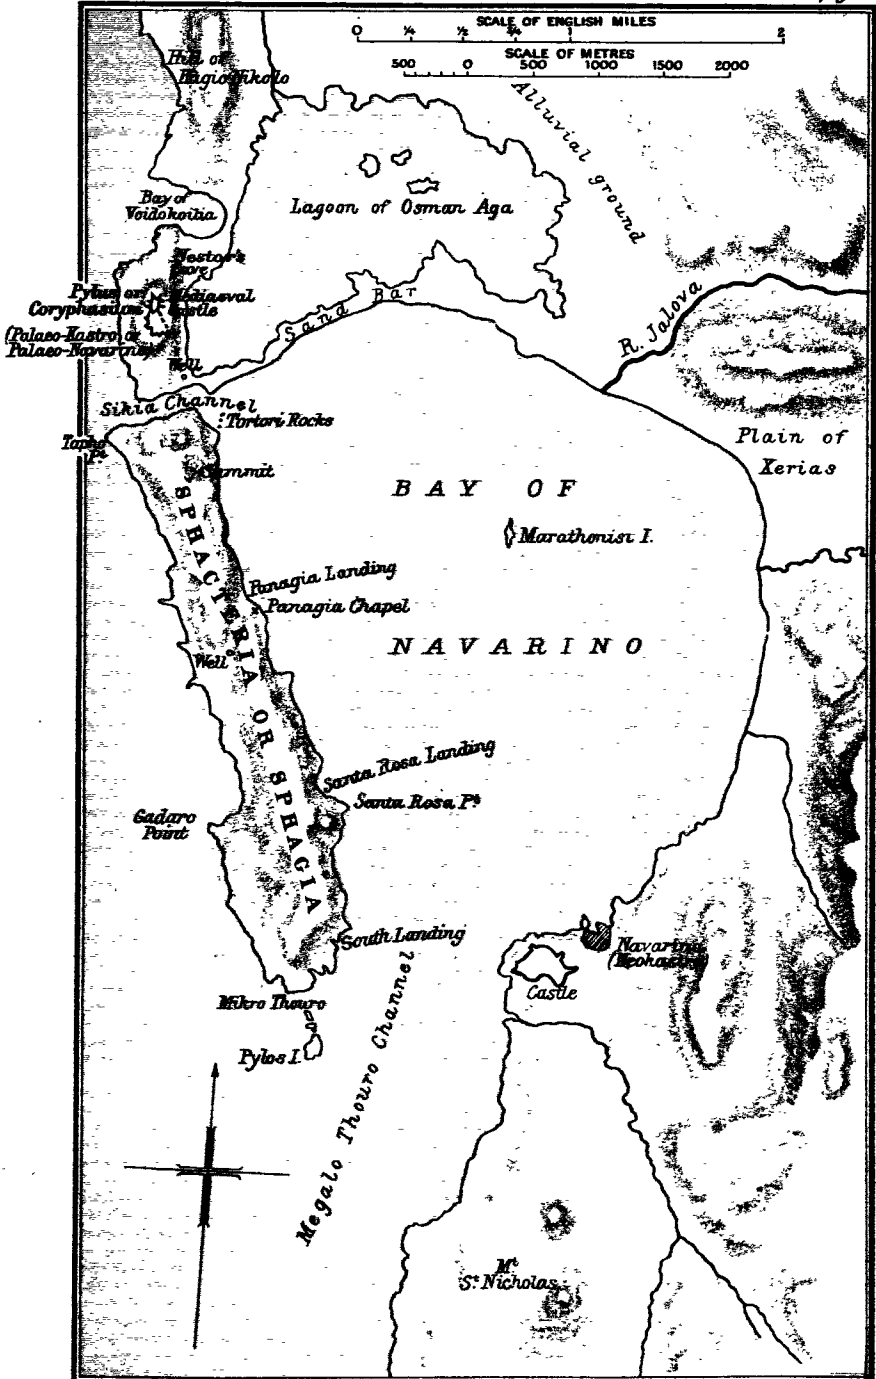 SCALE OF ENGLISH MILES
0 ¼ ½ ¾ 1 2
SCALE OF METRES
500 0 500 1000 1500 2000
Hill of
Hagio Nikolo
Alluvial ground
Bay of
Voidokoilia
Lagoon of Osman Aga
Nestor's
Cave
Pylus or
Coryphasium
Mediaeval
Castle
(Palaeo-Kastro or
Palaeo-Navarino)
Sand Bar
R. Jalova
Well
Sikia Channel
Tortori Rocks
Plain of
Xerias
Pt.
Summit
BAY OF
Marathonisi I.
SPHACTERIA OR SPHAGIA
Panagia Landing
Panagia Chapel
NAVARINO
Well
Santa Rosa Landing
Santa Rosa Pt.
Gadaro
Point
South Landing
Navarino
(Neokastro)
Castle
Mikro Thouro
Pylos I.
Megalo Thouro Channel
Mt.
St. Nicholas